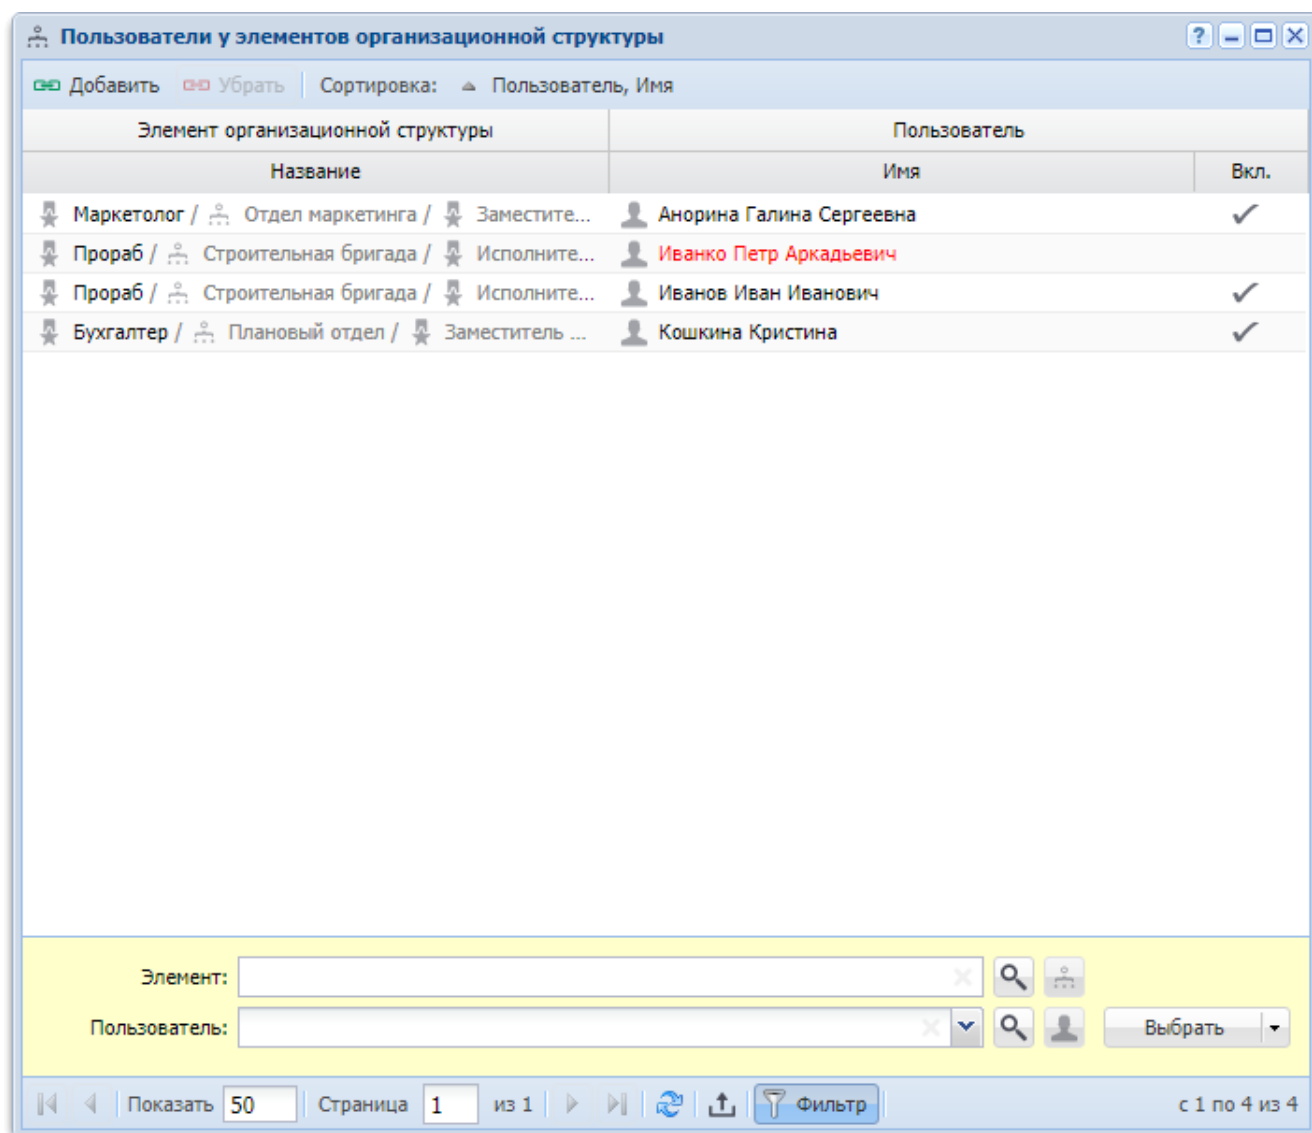 Пользователи у элементов организационной структуры ?
Добавить Убрать Сортировка: Пользователь, Имя
Элемент организационной структуры Пользователь
Название Имя Вкл.
Маркетолог / Отдел маркетинга / Заместите... Анорина Галина Сергеевна
Прораб / Строительная бригада / Исполните... Иванко Петр Аркадьевич
Прораб / Строительная бригада / Исполните... Иванов Иван Иванович
Бухгалтер / Плановый отдел / Заместитель ... Кошкина Кристина
Элемент:
Пользователь: Выбрать
Показать 50 Страница 1 из 1 Фильтр с 1 по 4 из 4